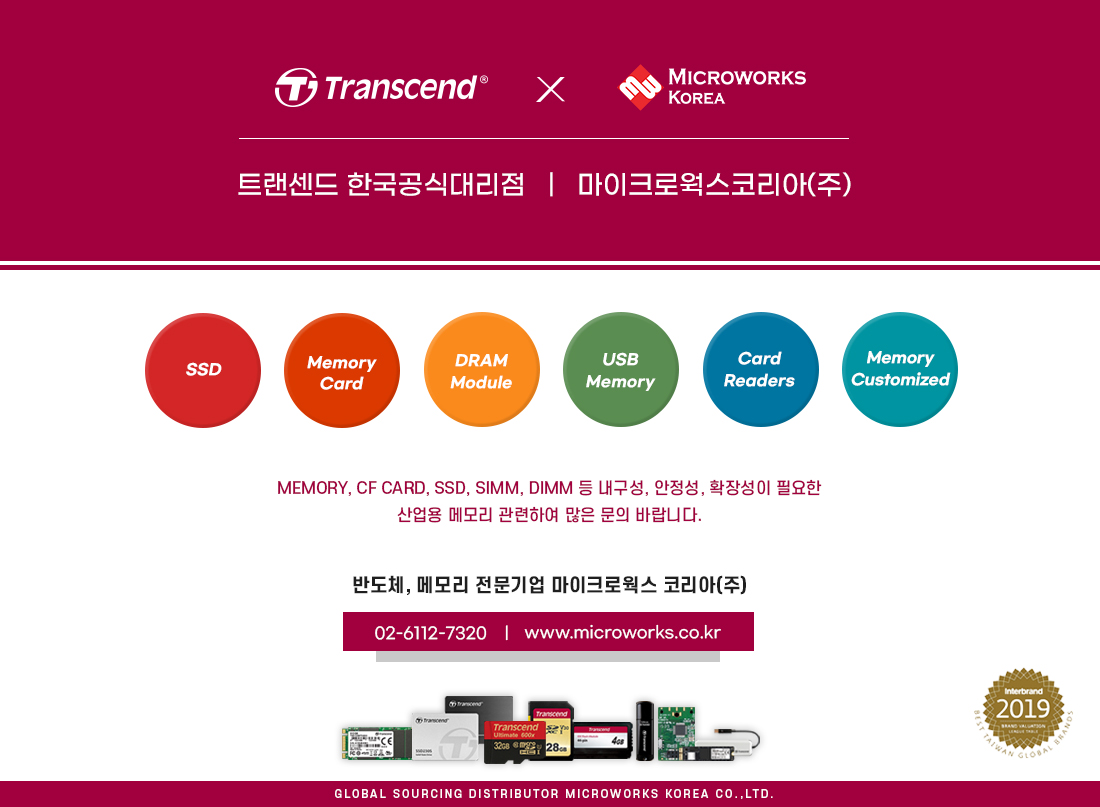 Transcend®
MICROWORKS
KOREA
트랜센드 한국공식대리점 | 마이크로웍스코리아(주)
SSD
Memory
Card
DRAM
Module
USB
Memory
Card
Readers
Memory
Customized
MEMORY, CF CARD, SSD, SIMM, DIMM 등 내구성, 안정성, 확장성이 필요한
산업용 메모리 관련하여 많은 문의 바랍니다.
반도체, 메모리 전문기업 마이크로웍스 코리아(주)
02-6112-7320 | www.microworks.co.kr
Transcend
Transcend
Transcend
Ultimate 600x
32GB
Transcend
28GB
Transcend
4GB
Interbrand
2019
BRAND VALUATION
LEAGUE TABLE
BEST TAIWAN GLOBAL BRANDS
GLOBAL SOURCING DISTRIBUTOR MICROWORKS KOREA CO.,LTD.